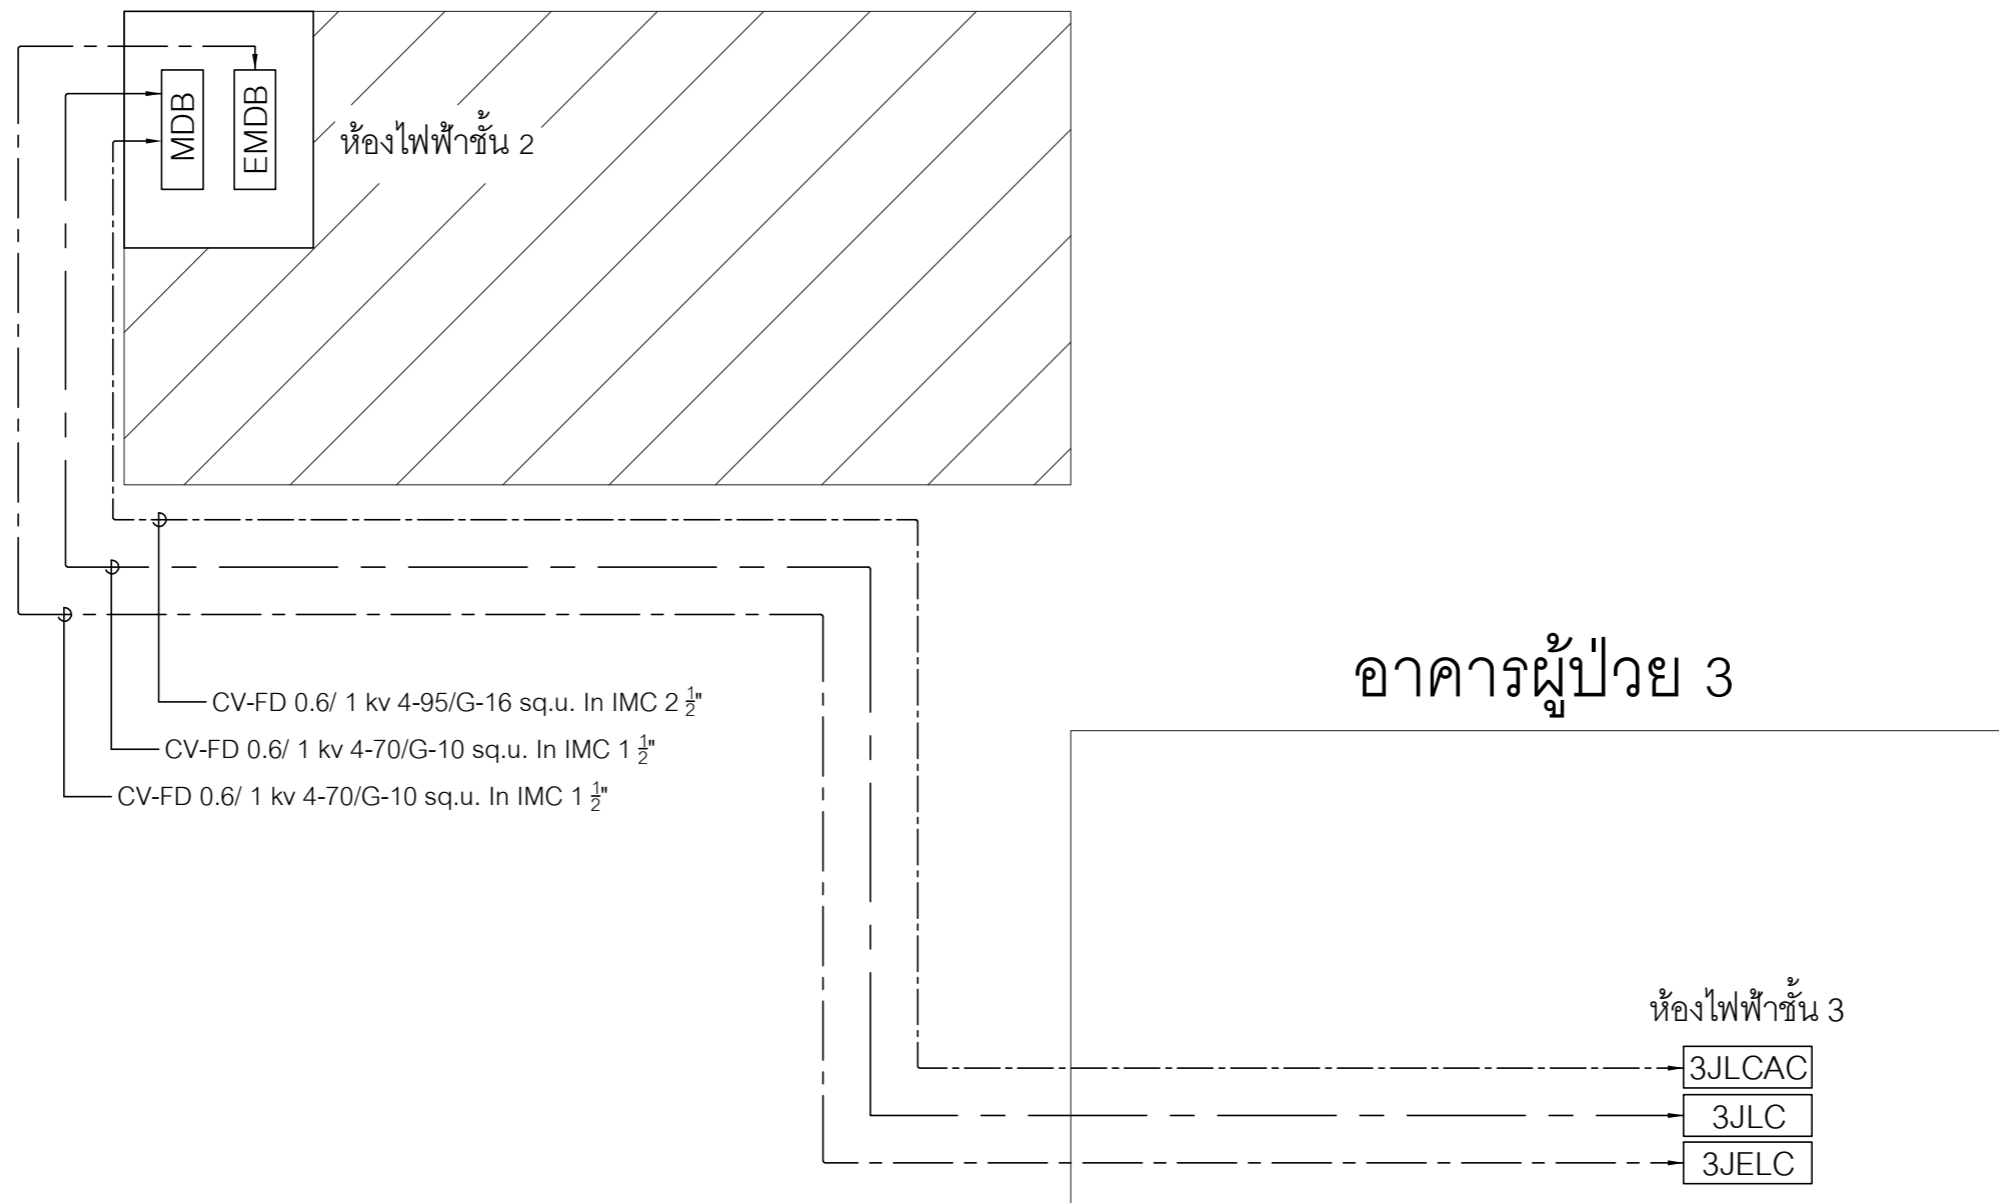 MDB
EMDB
ห้องไฟฟ้าชั้น 2
CV-FD 0.6/ 1 kv 4-95/G-16 sq.u. In IMC 2 ½"
CV-FD 0.6/ 1 kv 4-70/G-10 sq.u. In IMC 1 ½"
CV-FD 0.6/ 1 kv 4-70/G-10 sq.u. In IMC 1 ½"
อาคารผู้ป่วย 3
ห้องไฟฟ้าชั้น 3
3JLCAC
3JLC
3JELC